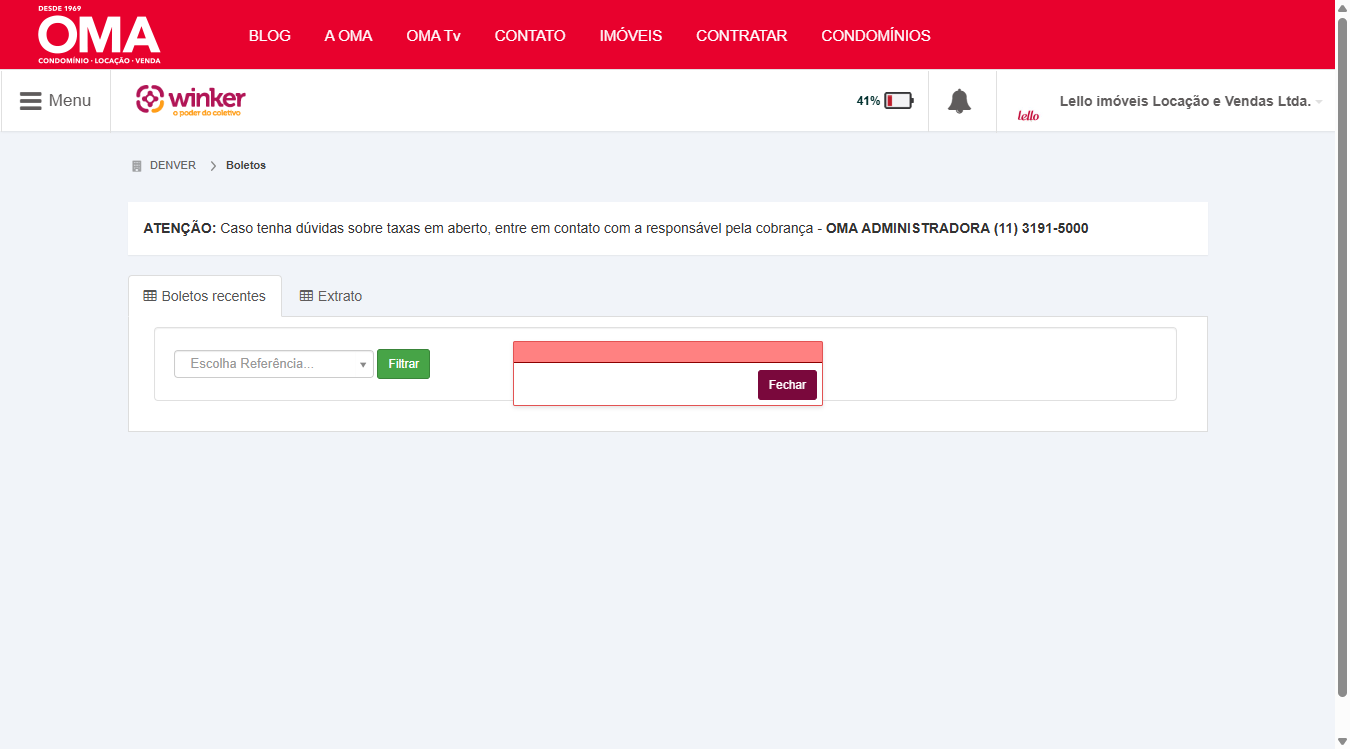 DESDE 1969
OMA
CONDOMÍNIO · LOCAÇÃO · VENDA
BLOG A OMA OMA Tv CONTATO IMÓVEIS CONTRATAR CONDOMÍNIOS
Menu
winker
o poder do coletivo
41%
lello
Lello imóveis Locação e Vendas Ltda.
DENVER Boletos
ATENÇÃO: Caso tenha dúvidas sobre taxas em aberto, entre em contato com a responsável pela cobrança - OMA ADMINISTRADORA (11) 3191-5000
Boletos recentes Extrato
Escolha Referência... Filtrar
Fechar